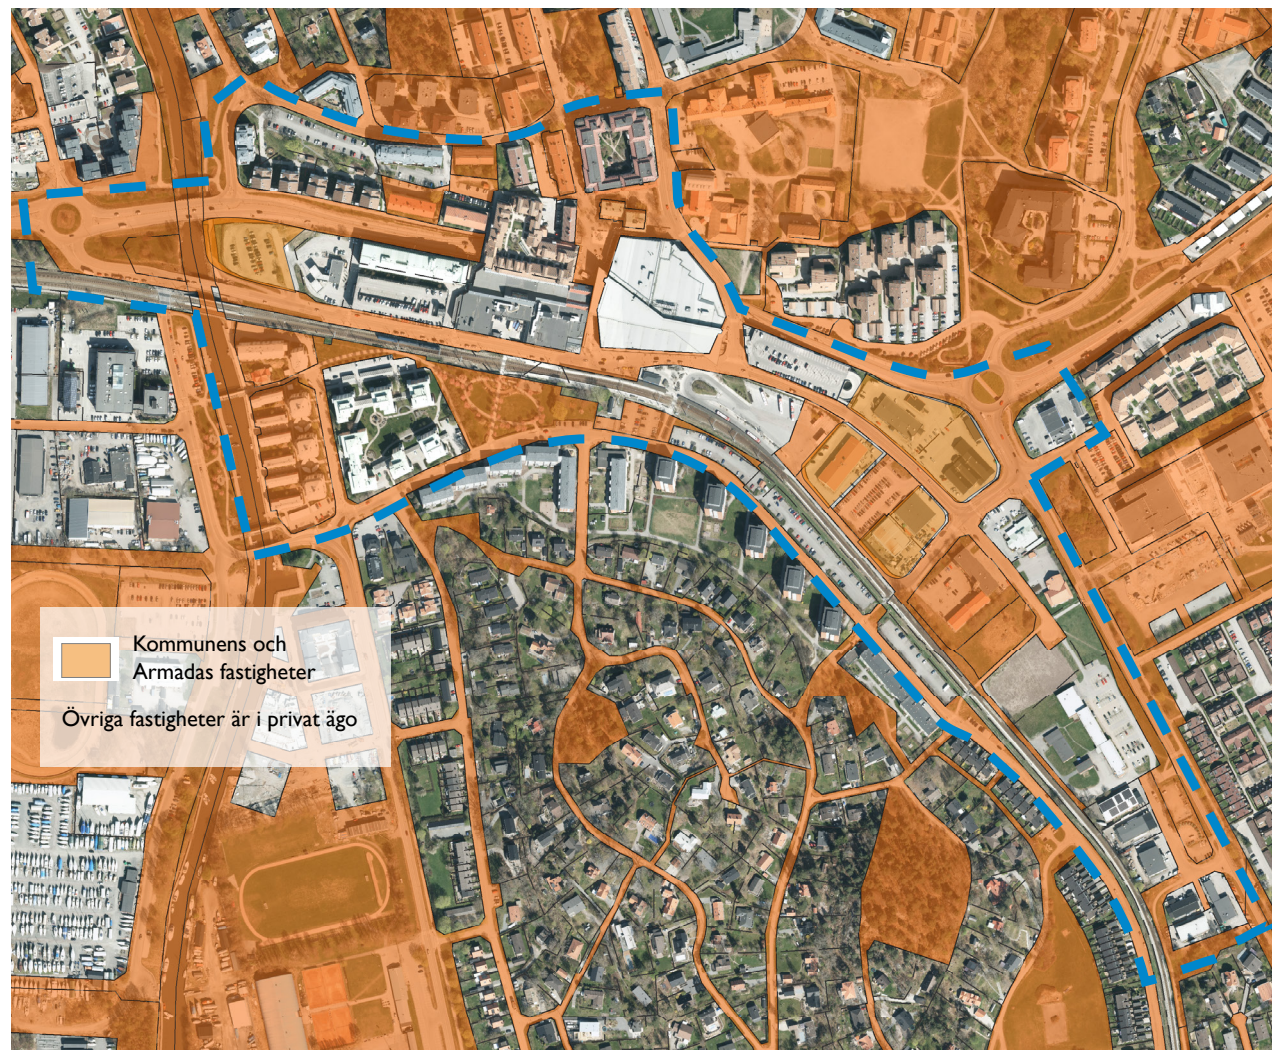 Kommunens och
Armadas fastigheter
Övriga fastigheter är i privat ägo